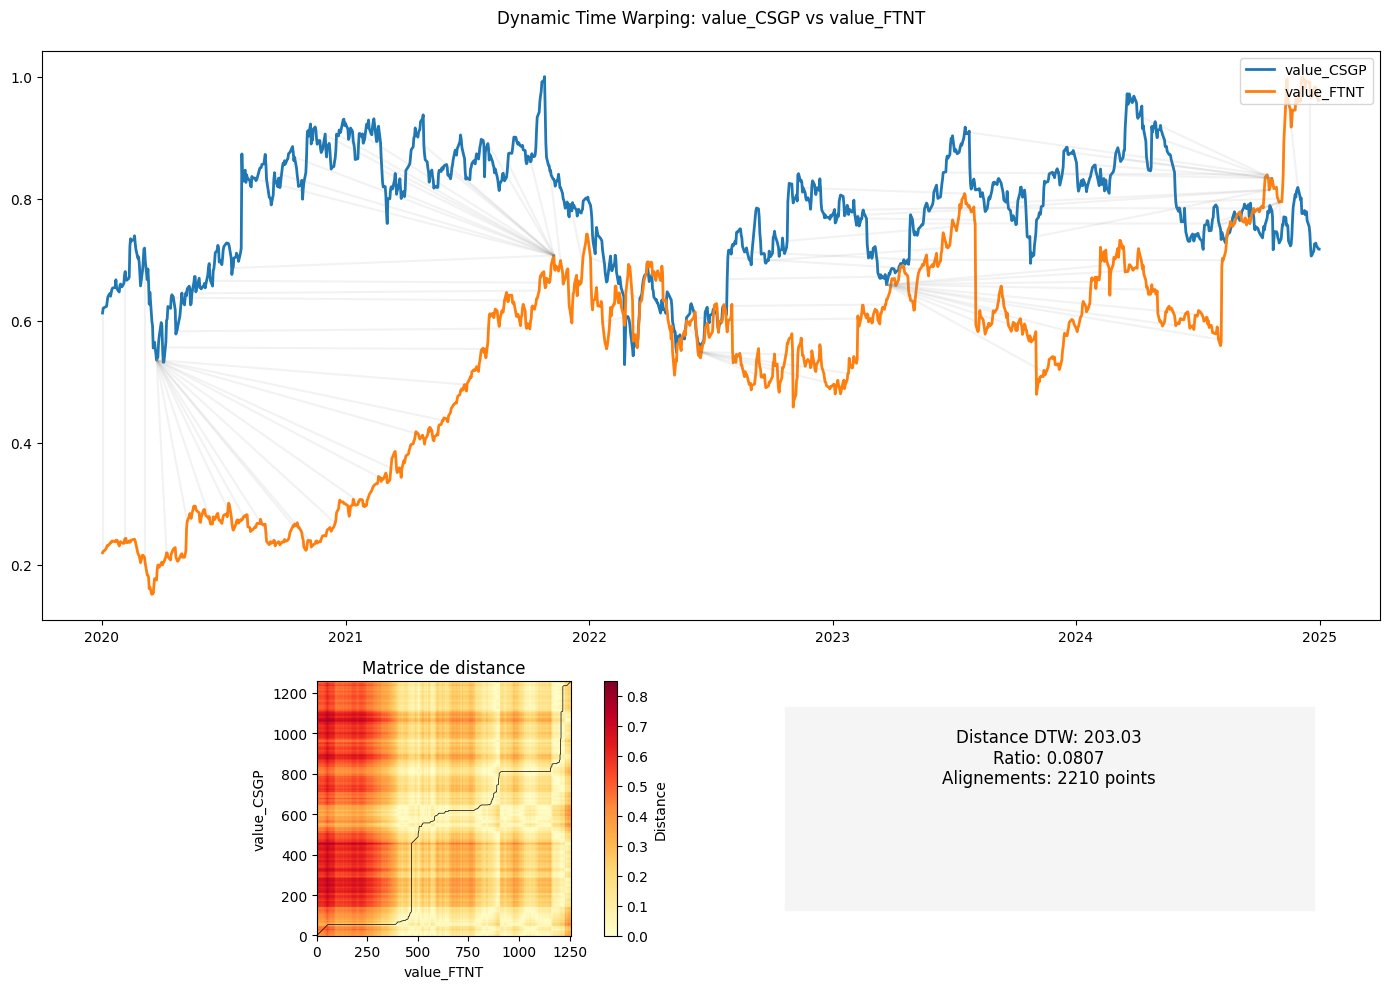 Dynamic Time Warping: value_CSGP vs value_FTNT
1.0
0.8
0.6
0.4
0.2
value_CSGP
value_FTNT
2020 2021 2022 2023 2024 2025
Matrice de distance
1200
1000
800
600
400
200
0
value_CSGP
0 250 500 750 1000 1250
value_FTNT
0.8
0.7
0.6
0.5
0.4
0.3
0.2
0.1
0.0
Distance
Distance DTW: 203.03
Ratio: 0.0807
Alignements: 2210 points